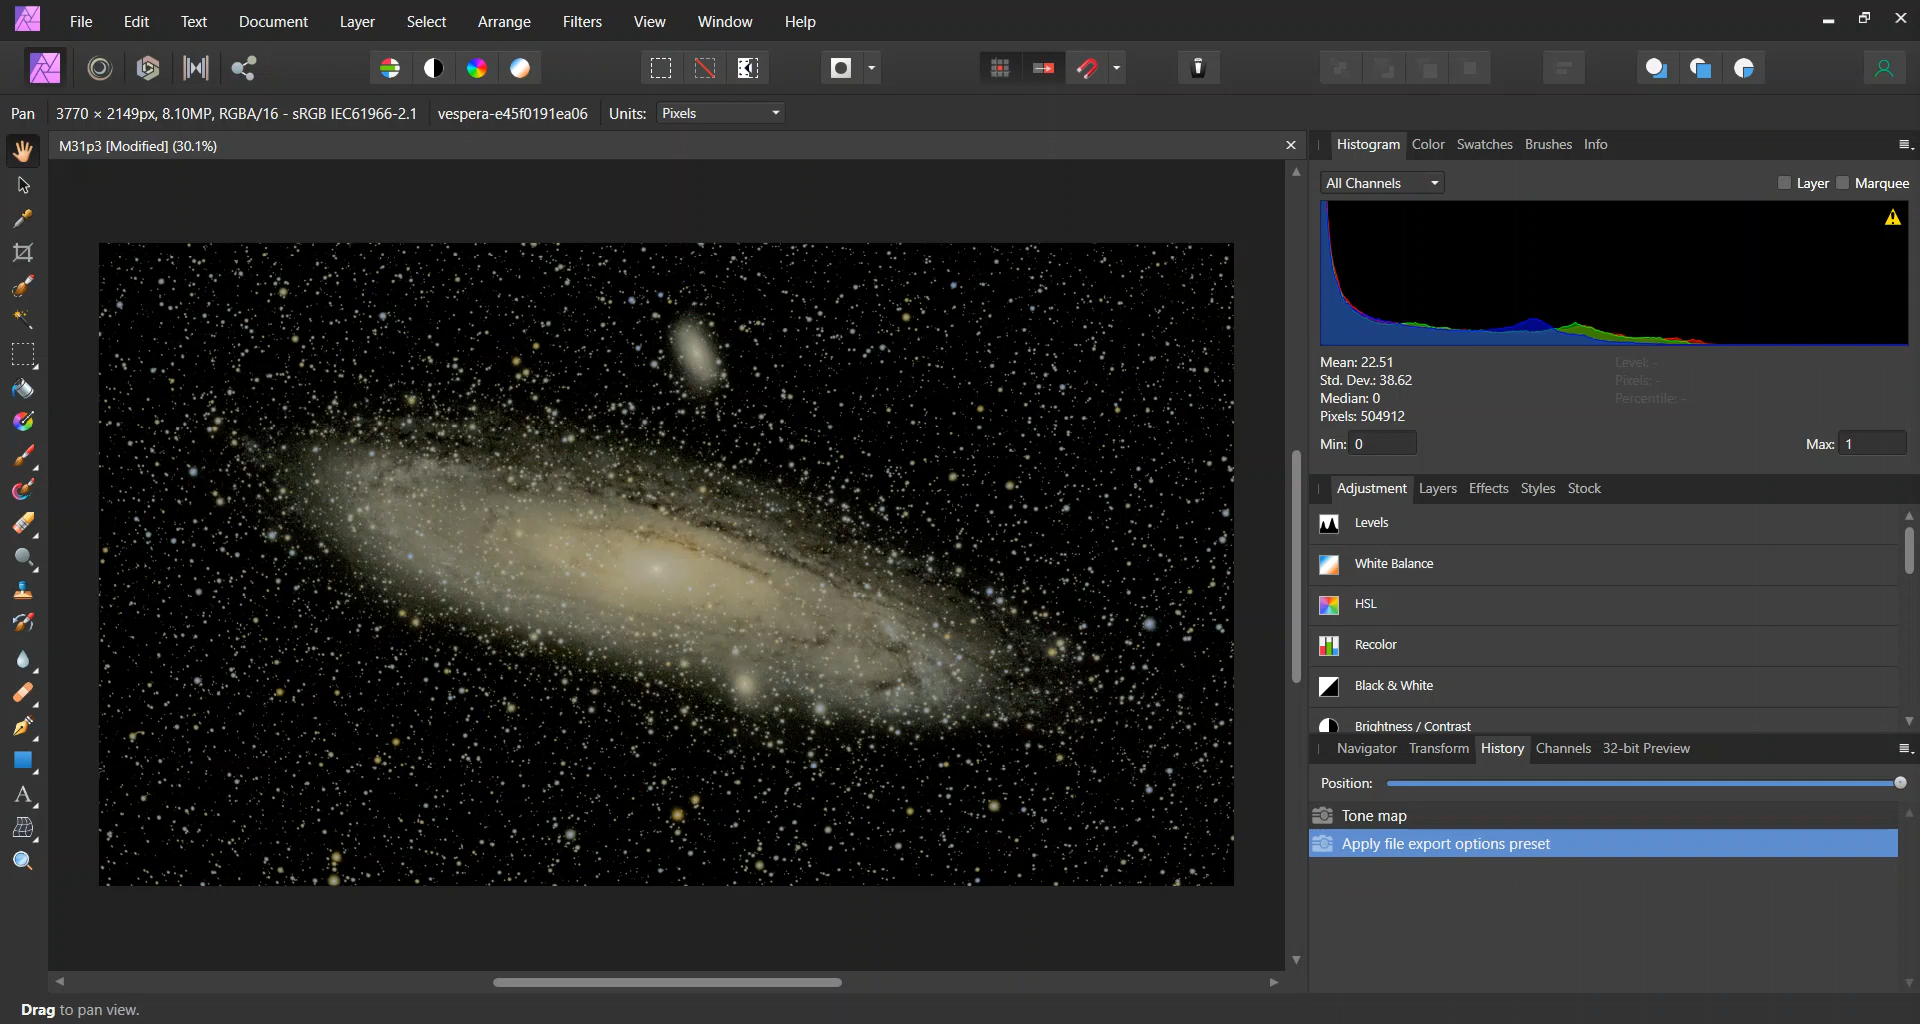 File Edit Text Document Layer Select Arrange Filters View Window Help
Pan 3770 × 2149px, 8.10MP, RGBA/16 - sRGB IEC61966-2.1 vespera-e45f0191ea06 Units: Pixels
M31p3 [Modified] (30.1%)
Histogram Color Swatches Brushes Info
All Channels Layer Marquee
Mean: 22.51 Level: -
Std. Dev.: 38.62 Pixels: -
Median: 0 Percentile: -
Pixels: 504912
Min: 0 Max: 1
Adjustment Layers Effects Styles Stock
Levels
White Balance
HSL
Recolor
Black & White
Brightness / Contrast
Navigator Transform History Channels 32-bit Preview
Position:
Tone map
Apply file export options preset
Drag to pan view.